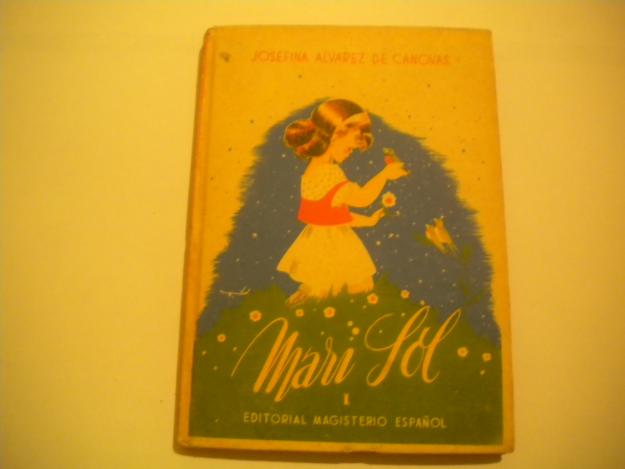 JOSEFINA ALVAREZ DE CANOVAS
Mari Sol
I
EDITORIAL MAGISTERIO ESPAÑOL